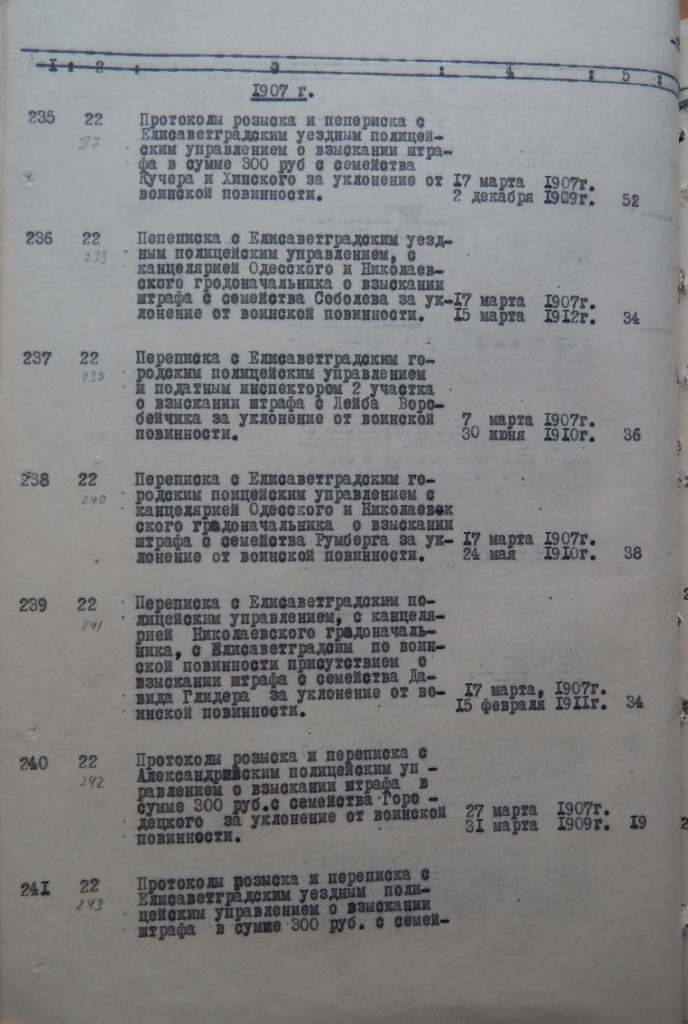 1 : 2 : 3 : 4 : 5 :
1907 г.
235 22 Протоколы розыска и пепериска с
237 Елисаветградским уездным полицей-
ским управлением о взыскании штра-
фа в сумме 300 руб с семейства
Кучера и Хинского за уклонение от 17 марта 1907г.
воинской повинности. 2 декабря 1909г. 52
236 22 Пепеписка с Елисаветградским уезд-
238 ным полицейским управлением, с
канцелярией Одесского и Николаев-
ского гродоначальника о взыскании
штрафа с семейства Соболева за ук- 17 марта 1907г.
лонение от воинской повинности. 15 марта 1912г. 34
237 22 Переписка с Елисаветградским го-
239 родским полицейским управлением
и податным инспектором 2 участка
о взыскании штрафа с Лейба Воро-
бейчика за уклонение от воинской 7 марта 1907г.
повинности. 30 июня 1910г. 36
238 22 Переписка с Елисаветградским го-
240 родским поицейским управлением с
канцелярией Одесского и Николаевск
ского градоначальника о взыскании
штрафа с семейства Румберга за ук- 17 марта 1907г.
лонение от воинской повинности. 24 мая 1910г. 38
239 22 Переписка с Елисаветградским по-
241 лицейским управлением, с канцеля-
рией Николаевского градоначаль-
ника, с Елисаветградсим по воин-
ской повинности присутствием о
взыскании штрафа с семейства Да-
вида Глидера за уклонение от во- 17 марта, 1907г.
инской повинности. 15 февраля 1911г. 34
240 22 Протоколы розыска и переписка с
242 Александрийским полицейским уп -
равлением о взыскании штрафа в
сумме 300 руб.с семейства Горо -
децкого за уклонение от воинской 27 марта 1907г.
повинности. 31 марта 1909г. 19
241 22 Протоколы розыска и переписка с
243 Елисаветградским уездным поли-
цейским управлением о взыскании
штрафа в сумме 300 руб. с семей-